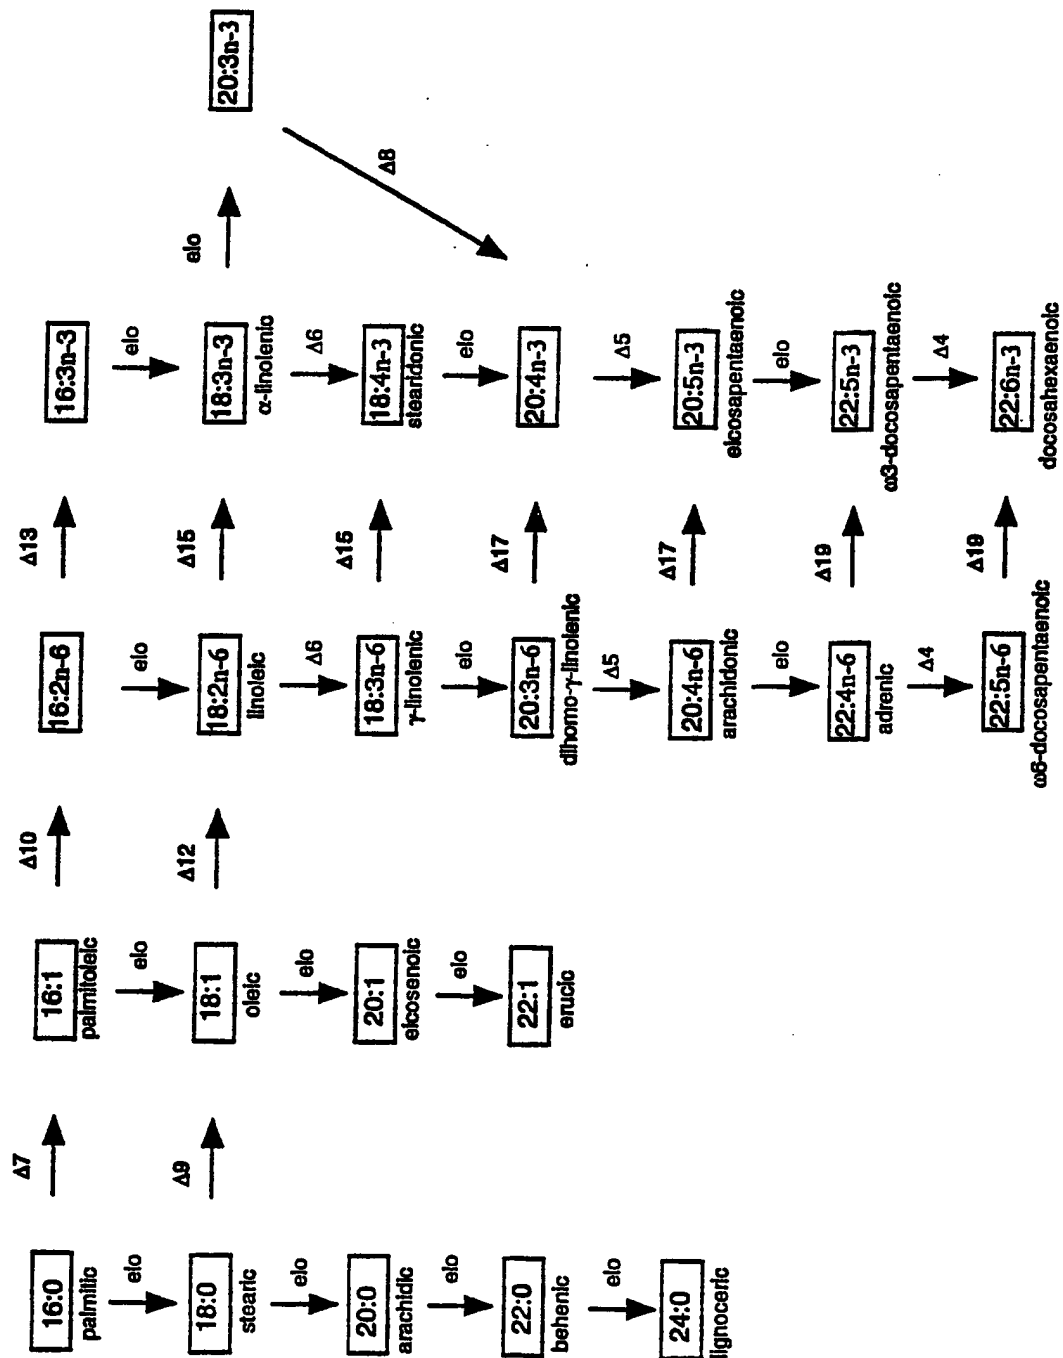 16:0
palmitic
elo
18:0
stearic
elo
20:0
arachidic
elo
22:0
behenic
elo
24:0
lignoceric
Δ7
Δ9
16:1
palmitoleic
elo
18:1
oleic
elo
20:1
eicosenoic
elo
22:1
erucic
Δ10
Δ12
16:2n-6
elo
18:2n-6
linoleic
Δ6
18:3n-6
γ-linolenic
elo
20:3n-6
dihomo-γ-linolenic
Δ5
20:4n-6
arachidonic
elo
22:4n-6
adrenic
Δ4
22:5n-6
ω6-docosapentaenoic
Δ13
Δ15
Δ15
Δ17
Δ17
Δ19
Δ19
16:3n-3
elo
18:3n-3
α-linolenic
Δ6
18:4n-3
stearidonic
elo
20:4n-3
Δ5
20:5n-3
eicosapentaenoic
elo
22:5n-3
ω3-docosapentaenoic
Δ4
22:6n-3
docosahexaenoic
elo
20:3n-3
Δ8